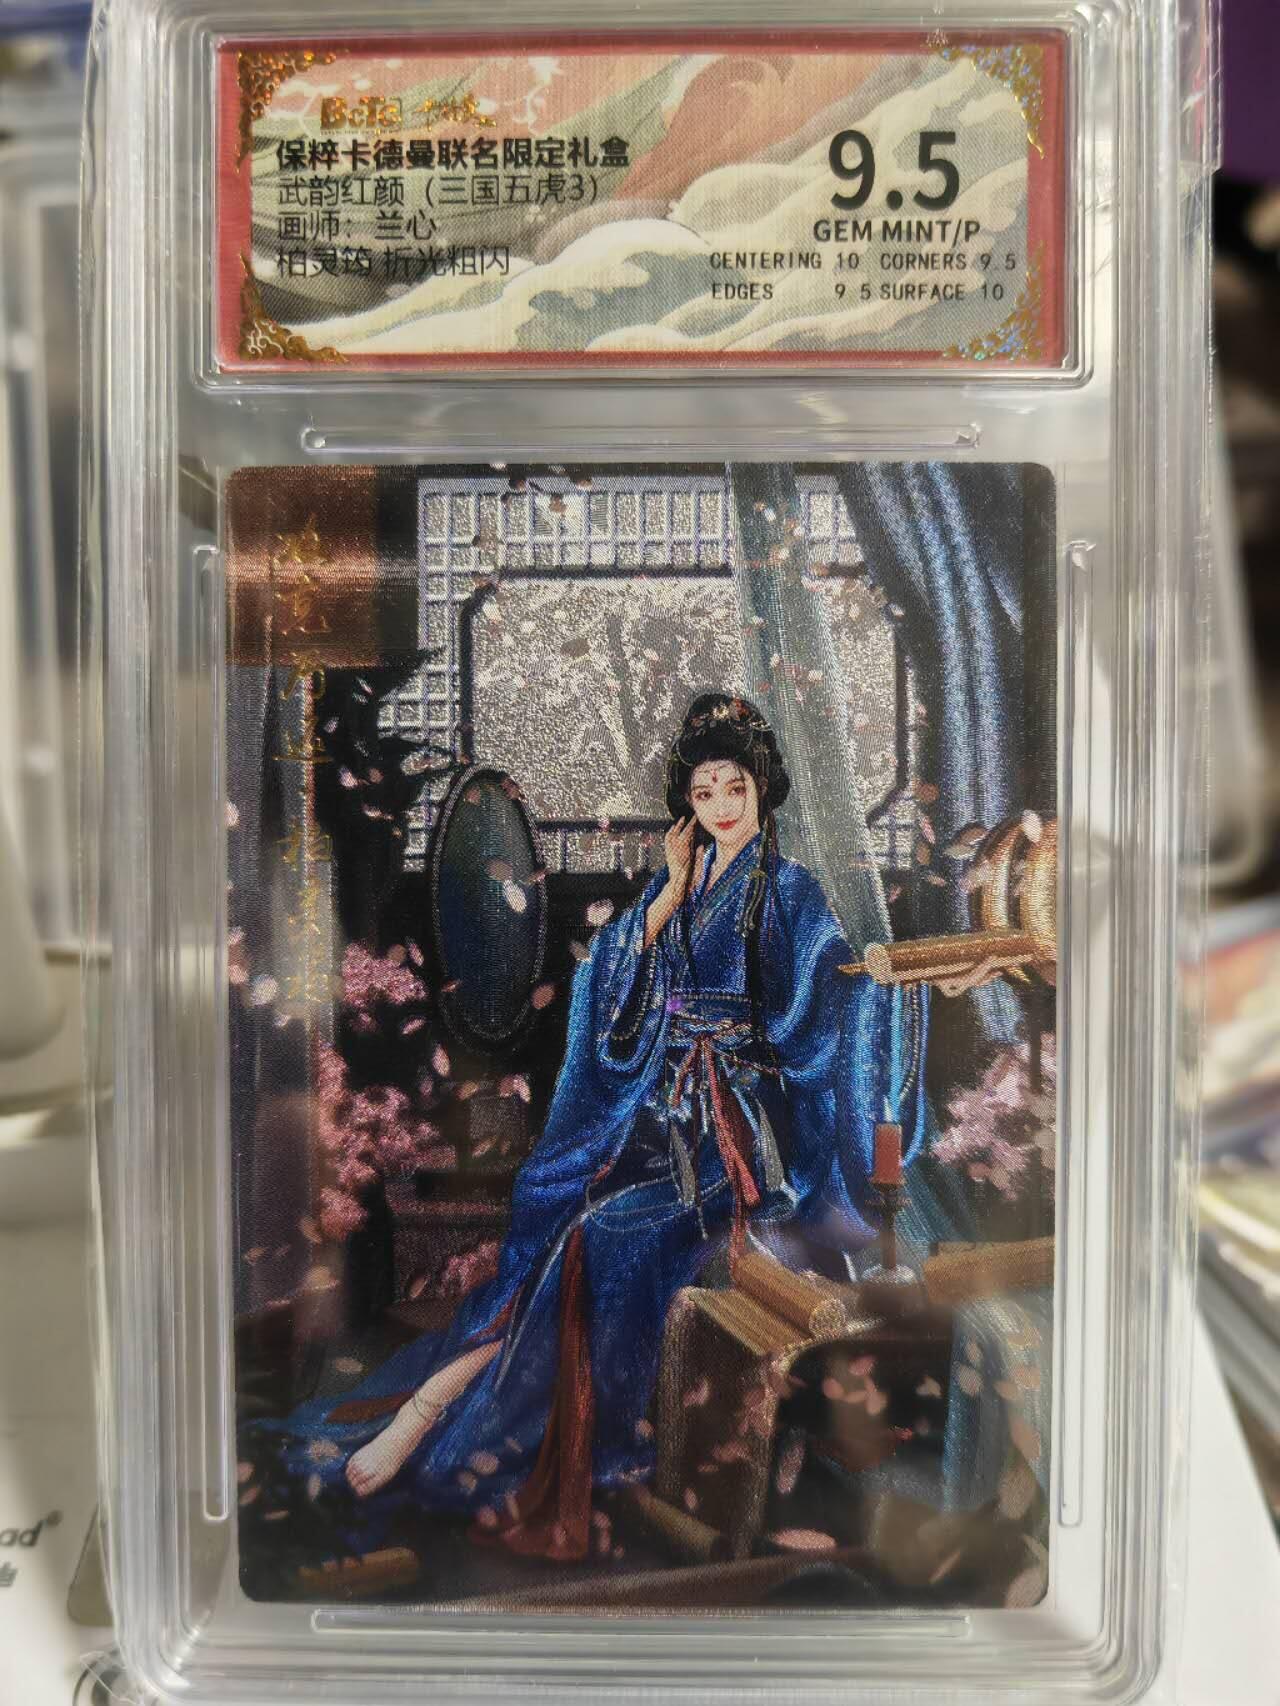 BCTC
保粹卡德曼联名限定礼盒
武韵红颜（三国五虎3）
画师：兰心
柏灵筠 折光粗闪
9.5
GEM MINT/P
CENTERING 10 CORNERS 9.5
EDGES 9 5 SURFACE 10
ad®